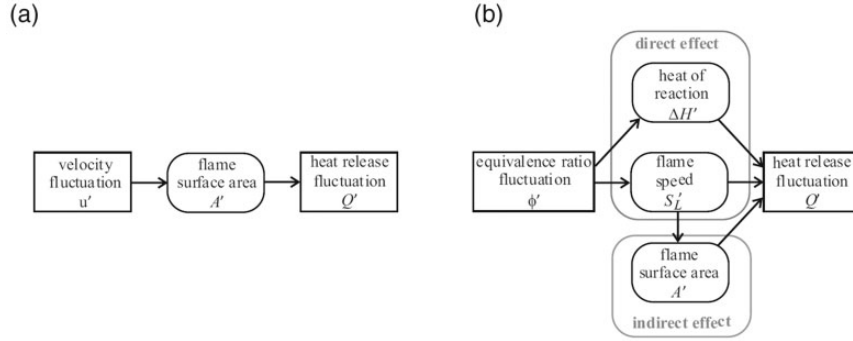 (a)
velocity
fluctuation
u'
flame
surface area
A'
heat release
fluctuation
Q'
(b)
direct effect
heat of
reaction
ΔH'
equivalence ratio
fluctuation
ϕ'
flame
speed
S'L
heat release
fluctuation
Q'
flame
surface area
A'
indirect effect